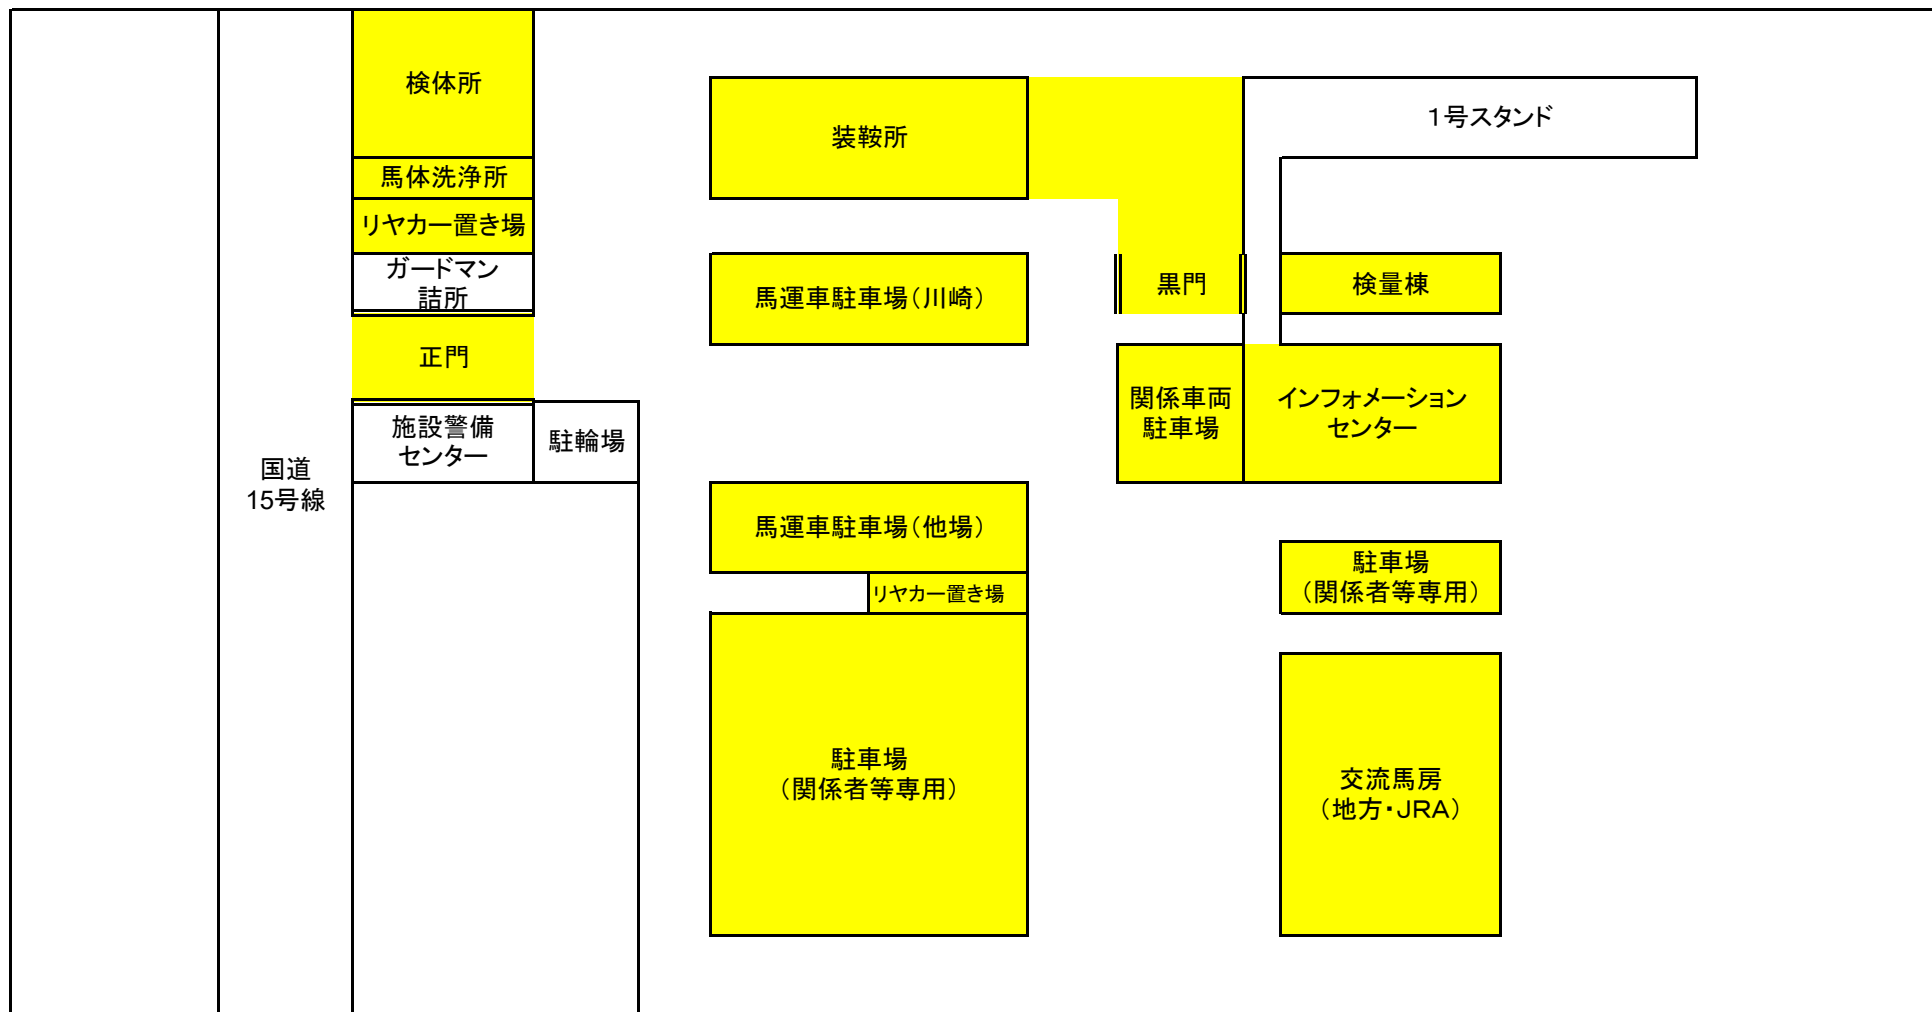 検体所
装鞍所
1号スタンド
馬体洗浄所
リヤカー置き場
ガードマン
詰所
馬運車駐車場（川崎）
黒門
検量棟
正門
関係車両
駐車場
インフォメーション
センター
施設警備
センター
駐輪場
国道
15号線
馬運車駐車場（他場）
リヤカー置き場
駐車場
（関係者等専用）
駐車場
（関係者等専用）
交流馬房
（地方・JRA）